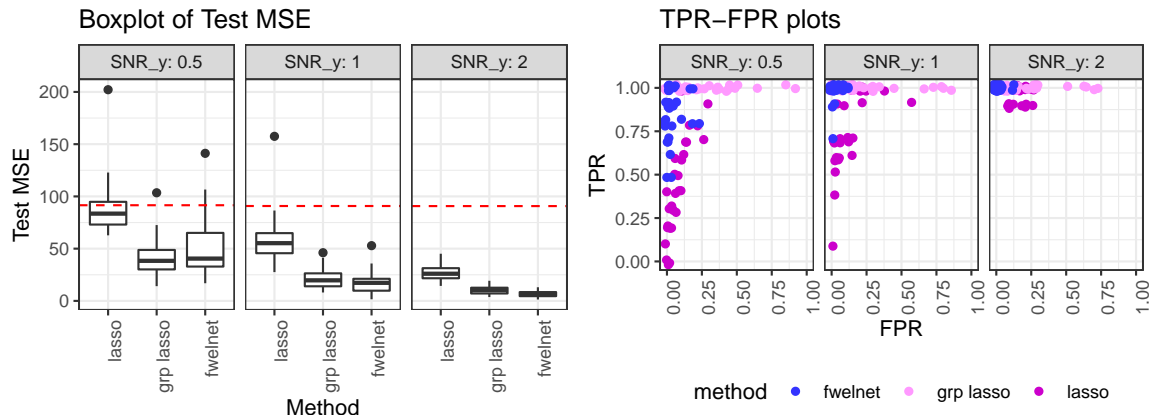 Boxplot of Test MSE
SNR_y: 0.5
SNR_y: 1
SNR_y: 2
Test MSE
200
150
100
50
0
lasso
grp lasso
fwelnet
lasso
grp lasso
fwelnet
lasso
grp lasso
fwelnet
Method
TPR−FPR plots
SNR_y: 0.5
SNR_y: 1
SNR_y: 2
TPR
1.00
0.75
0.50
0.25
0.00
0.00
0.25
0.50
0.75
1.00
0.00
0.25
0.50
0.75
1.00
0.00
0.25
0.50
0.75
1.00
FPR
method
fwelnet
grp lasso
lasso